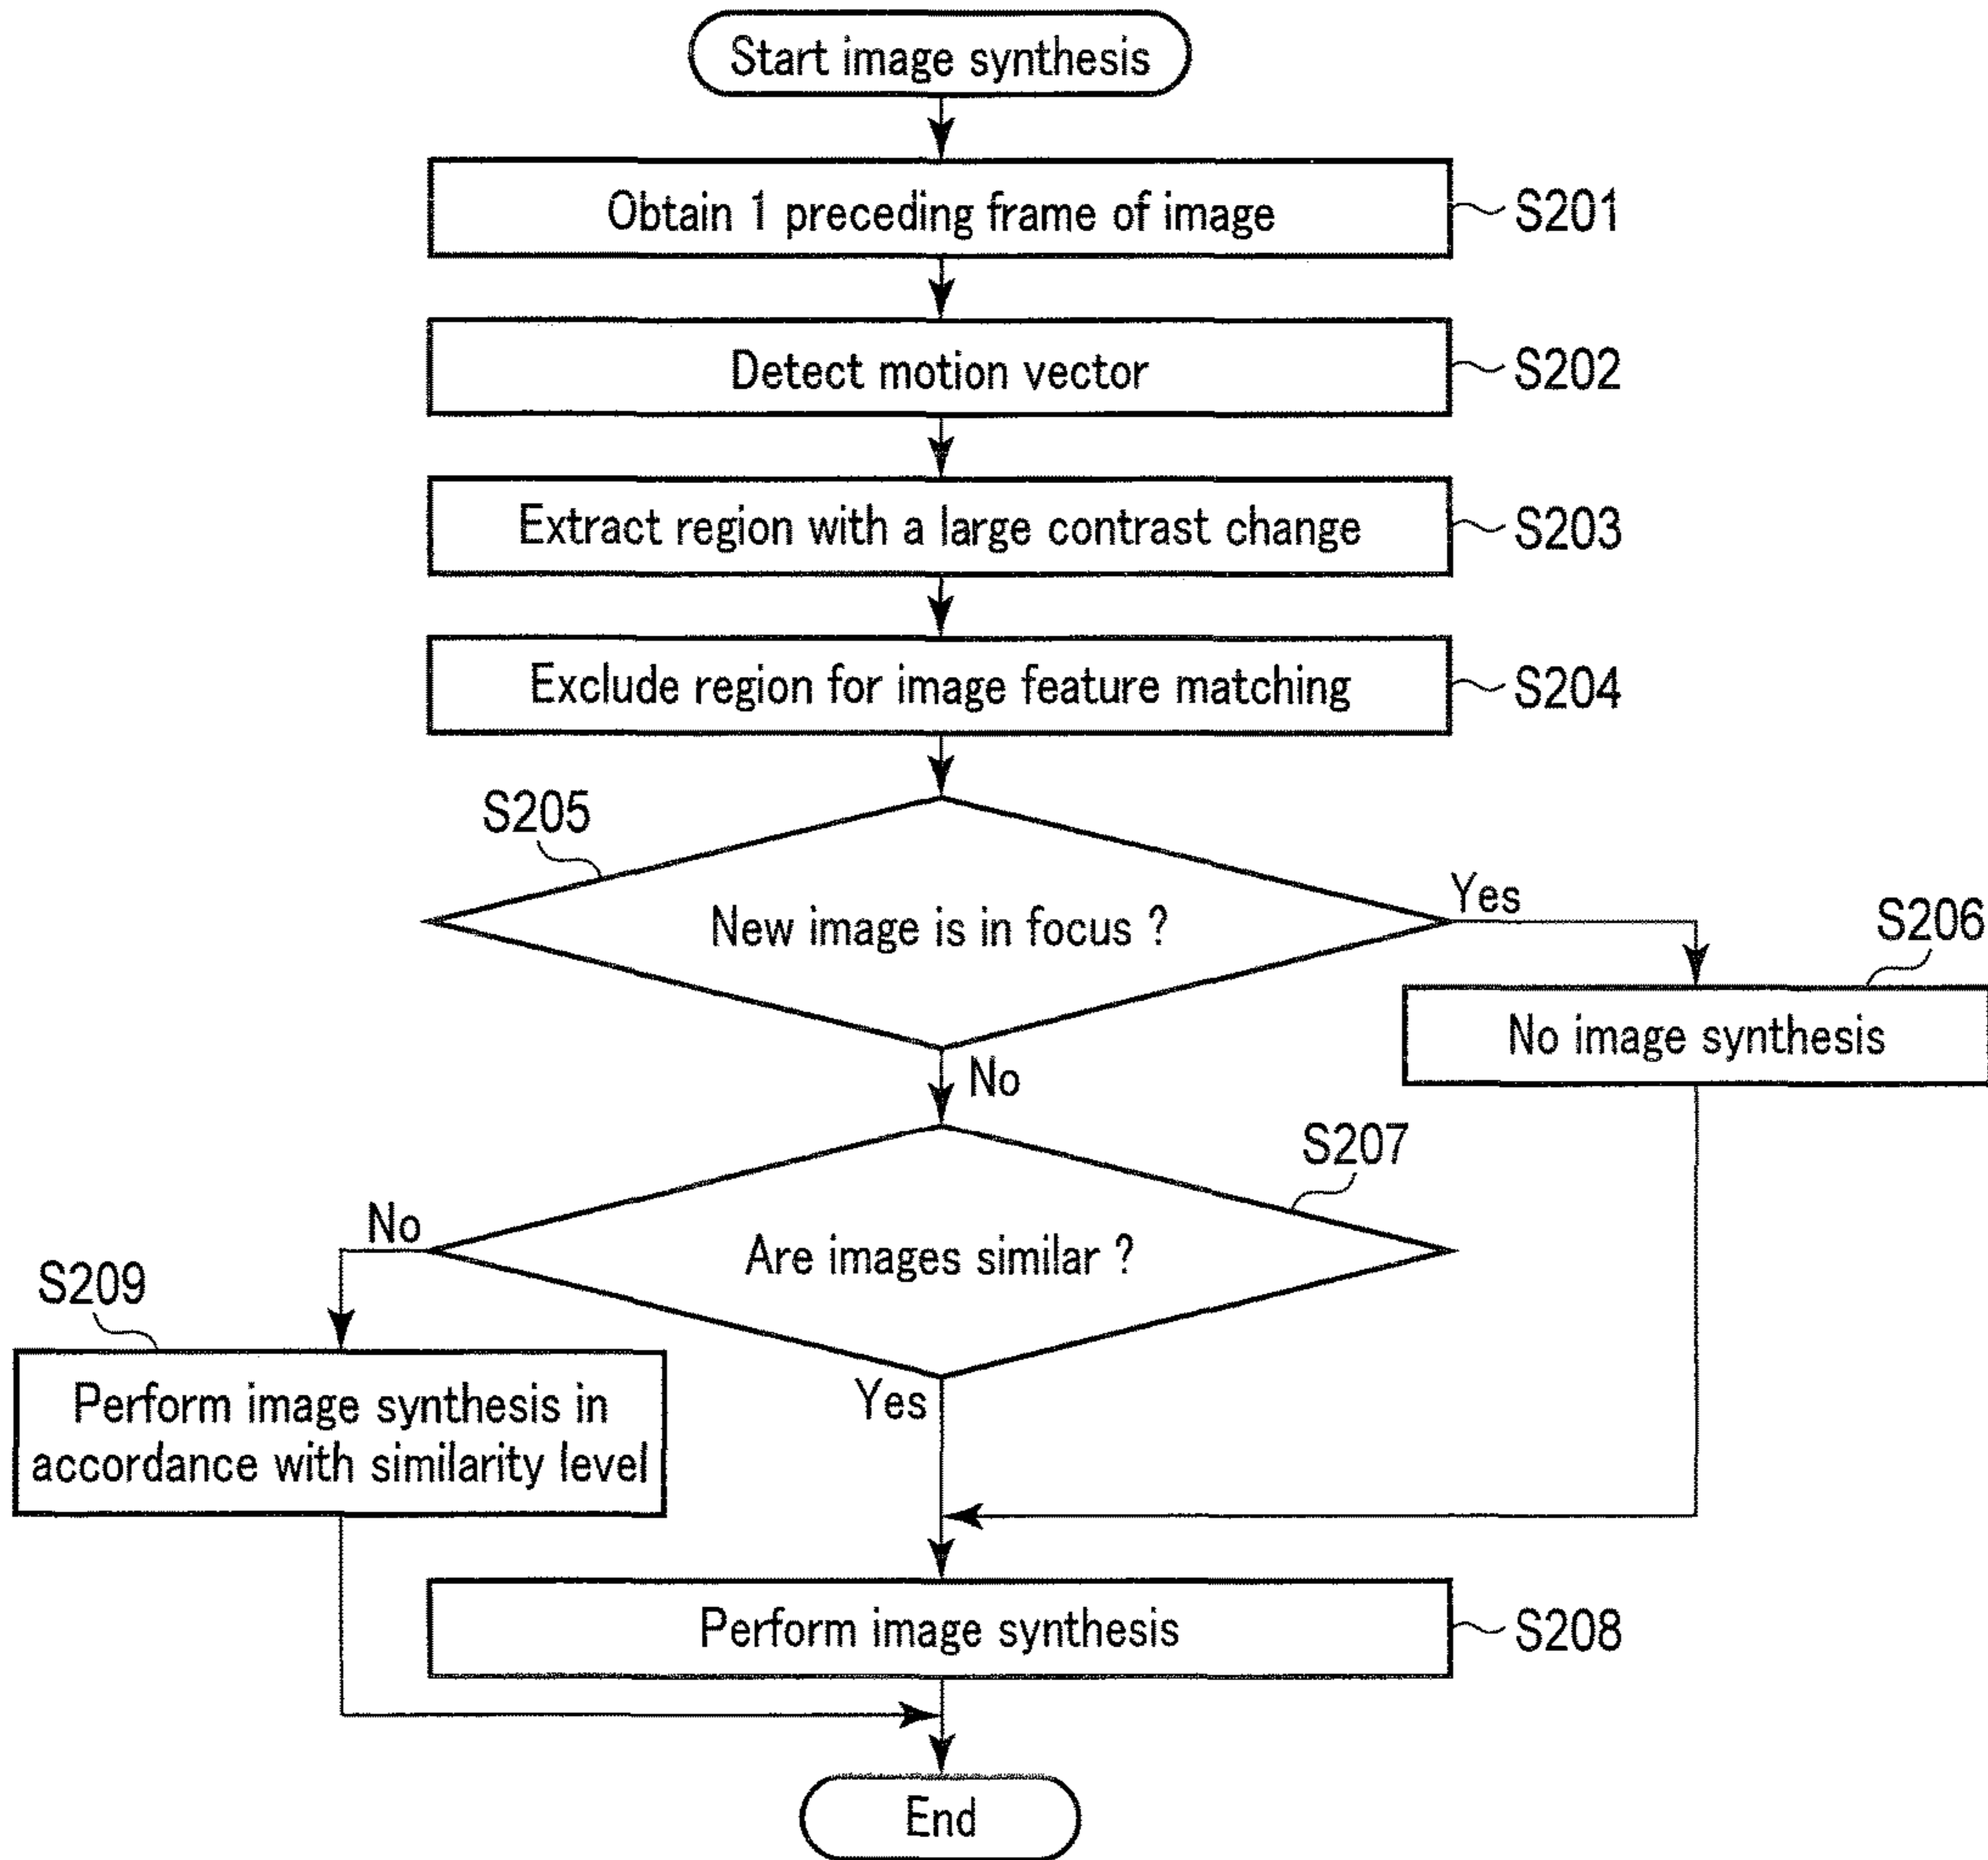 Start image synthesis
Obtain 1 preceding frame of image
S201
Detect motion vector
S202
Extract region with a large contrast change
S203
Exclude region for image feature matching
S204
S205
New image is in focus ?
Yes
S206
No image synthesis
No
S207
Are images similar ?
No
S209
Perform image synthesis in
accordance with similarity level
Yes
Perform image synthesis
S208
End